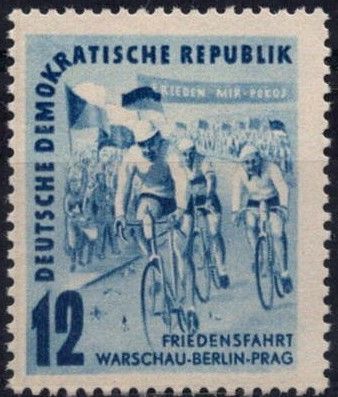 DEUTSCHE DEMOKRATISCHE REPUBLIK
FRIEDEN MIR-POKOJ
12
FRIEDENSFAHRT
WARSCHAU-BERLIN-PRAG